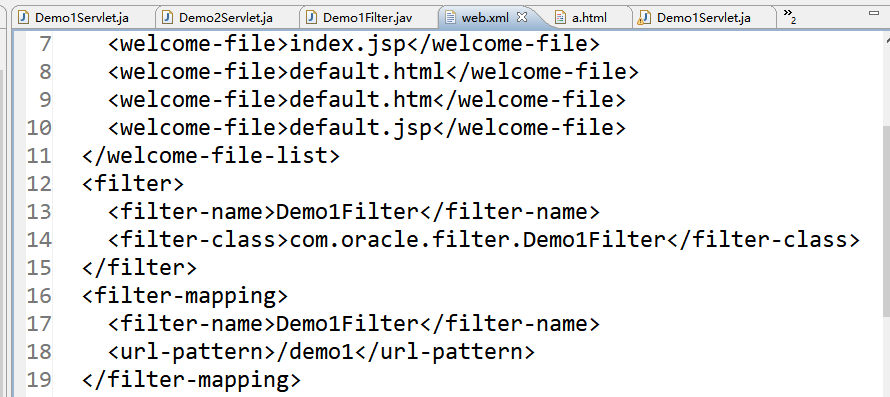 Demo1Servlet.ja Demo2Servlet.ja Demo1Filter.jav web.xml a.html Demo1Servlet.ja »2
7 <welcome-file>index.jsp</welcome-file>
8 <welcome-file>default.html</welcome-file>
9 <welcome-file>default.htm</welcome-file>
10 <welcome-file>default.jsp</welcome-file>
11 </welcome-file-list>
12 <filter>
13 <filter-name>Demo1Filter</filter-name>
14 <filter-class>com.oracle.filter.Demo1Filter</filter-class>
15 </filter>
16 <filter-mapping>
17 <filter-name>Demo1Filter</filter-name>
18 <url-pattern>/demo1</url-pattern>
19 </filter-mapping>